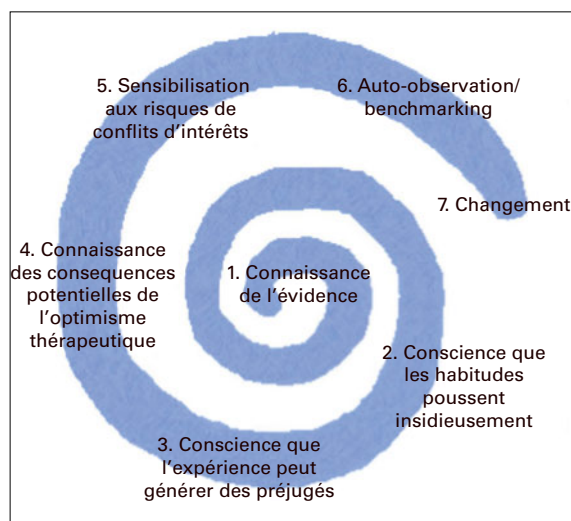 1. Connaissance
de l'évidence
2. Conscience que
les habitudes
poussent
insidieusement
3. Conscience que
l'expérience peut
générer des préjugés
4. Connaissance
des consequences
potentielles de
l'optimisme
thérapeutique
5. Sensibilisation
aux risques de
conflits d'intérêts
6. Auto-observation/
benchmarking
7. Changement